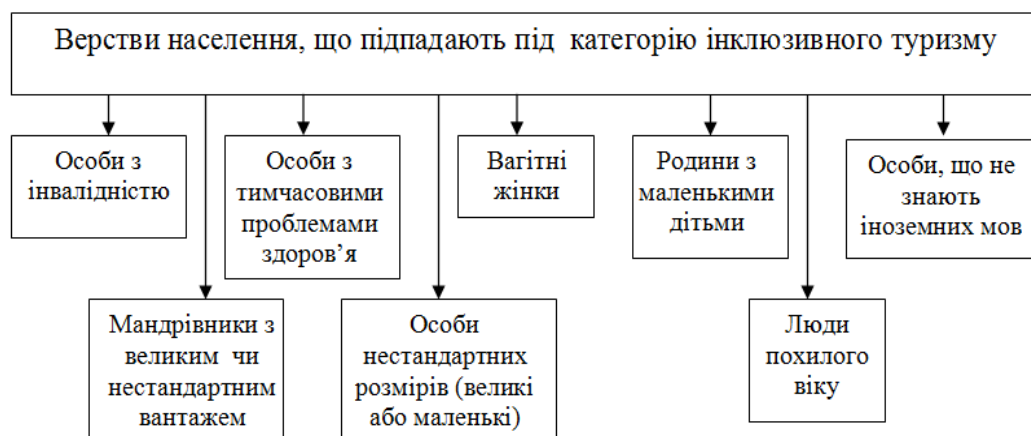 Верстви населення, що підпадають під категорію інклюзивного туризму
Особи з
інвалідністю
Особи з
тимчасовими
проблемами
здоров’я
Вагітні
жінки
Родини з
маленькими
дітьми
Особи, що не
знають
іноземних мов
Мандрівники з
великим чи
нестандартним
вантажем
Особи
нестандартних
розмірів (великі
або маленькі)
Люди
похилого
віку